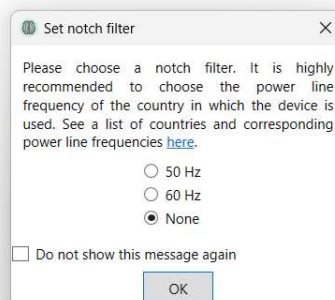 Set notch filter
Please choose a notch filter. It is highly
recommended to choose the power line
frequency of the country in which the device is
used. See a list of countries and corresponding
power line frequencies here.
50 Hz
60 Hz
None
Do not show this message again
OK